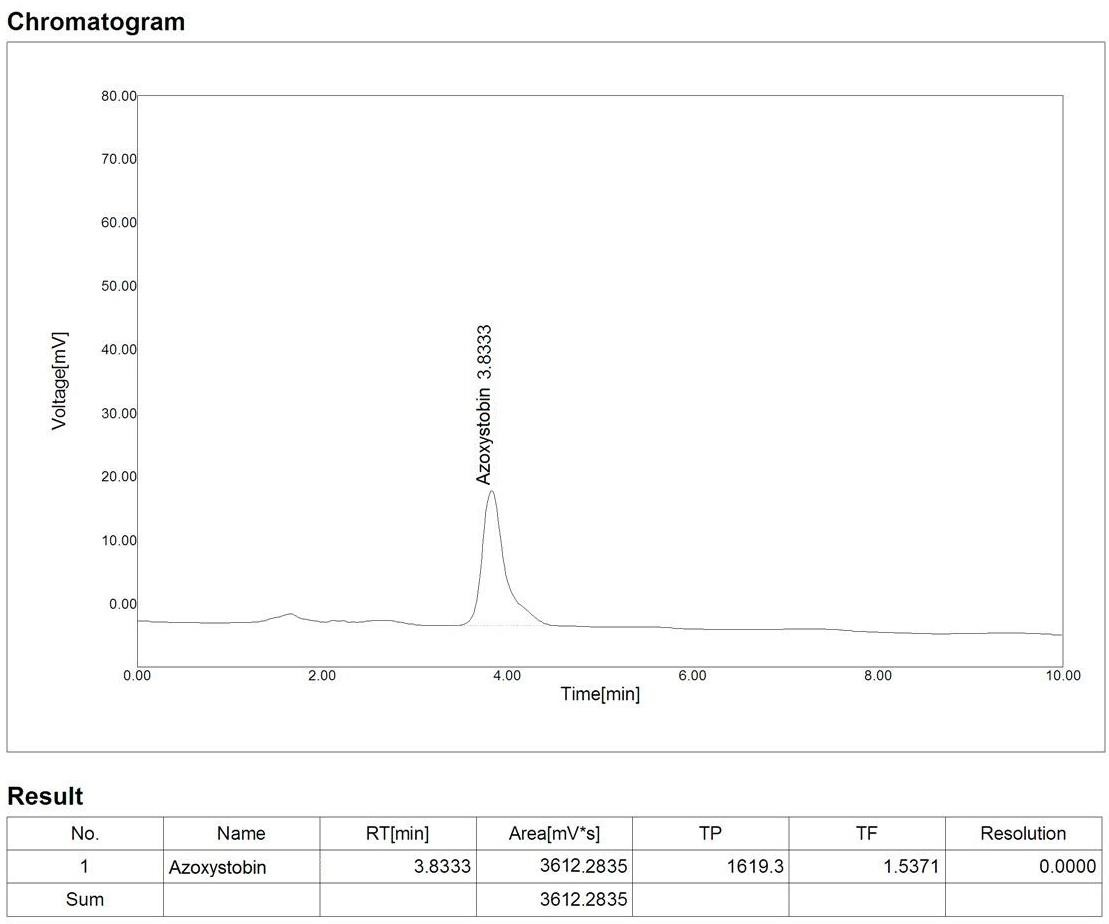 Chromatogram
80.00
70.00
60.00
50.00
40.00
30.00
20.00
10.00
0.00
Voltage[mV]
Azoxystobin 3.8333
0.00 2.00 4.00 6.00 8.00 10.00
Time[min]
Result
No. Name RT[min] Area[mV*s] TP TF Resolution
1 Azoxystobin 3.8333 3612.2835 1619.3 1.5371 0.0000
Sum 3612.2835